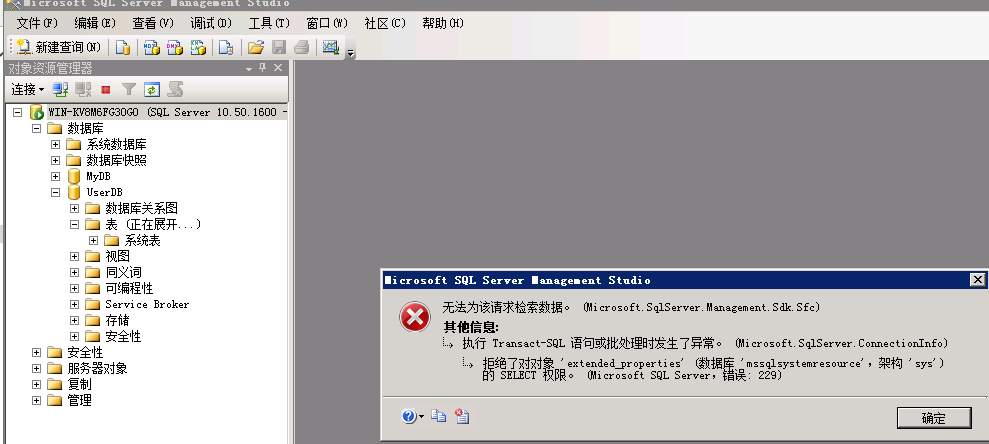 Microsoft SQL Server Management Studio
文件(F) 编辑(E) 查看(V) 调试(D) 工具(T) 窗口(W) 社区(C) 帮助(H)
新建查询(N)
对象资源管理器
连接
WIN-KV8M6FG30G0 (SQL Server 10.50.1600 -
数据库
系统数据库
数据库快照
MyDB
UserDB
数据库关系图
表 (正在展开...)
系统表
视图
同义词
可编程性
Service Broker
存储
安全性
安全性
服务器对象
复制
管理
Microsoft SQL Server Management Studio
无法为该请求检索数据。 (Microsoft.SqlServer.Management.Sdk.Sfc)
其他信息:
执行 Transact-SQL 语句或批处理时发生了异常。 (Microsoft.SqlServer.ConnectionInfo)
拒绝了对对象 'extended_properties' (数据库 'mssqlsystemresource'，架构 'sys')
的 SELECT 权限。 (Microsoft SQL Server，错误: 229)
确定